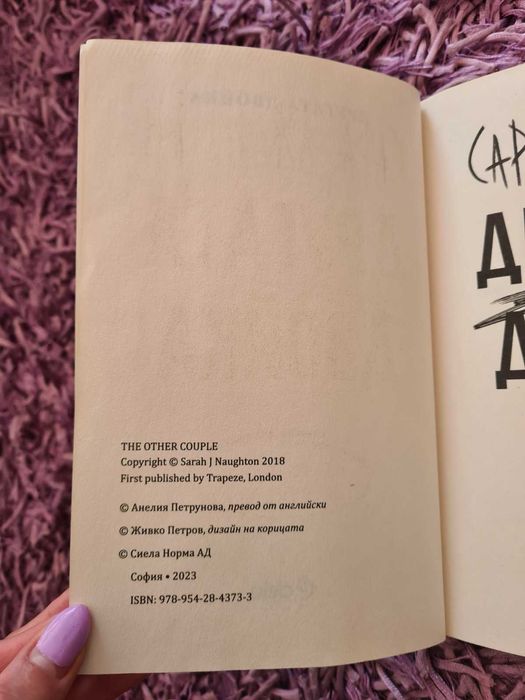 THE OTHER COUPLE
Copyright © Sarah J Naughton 2018
First published by Trapeze, London
© Анелия Петрунова, превод от английски
© Живко Петров, дизайн на корицата
© Сиела Норма АД
София • 2023
ISBN: 978-954-28-4373-3
САР
Д
Д